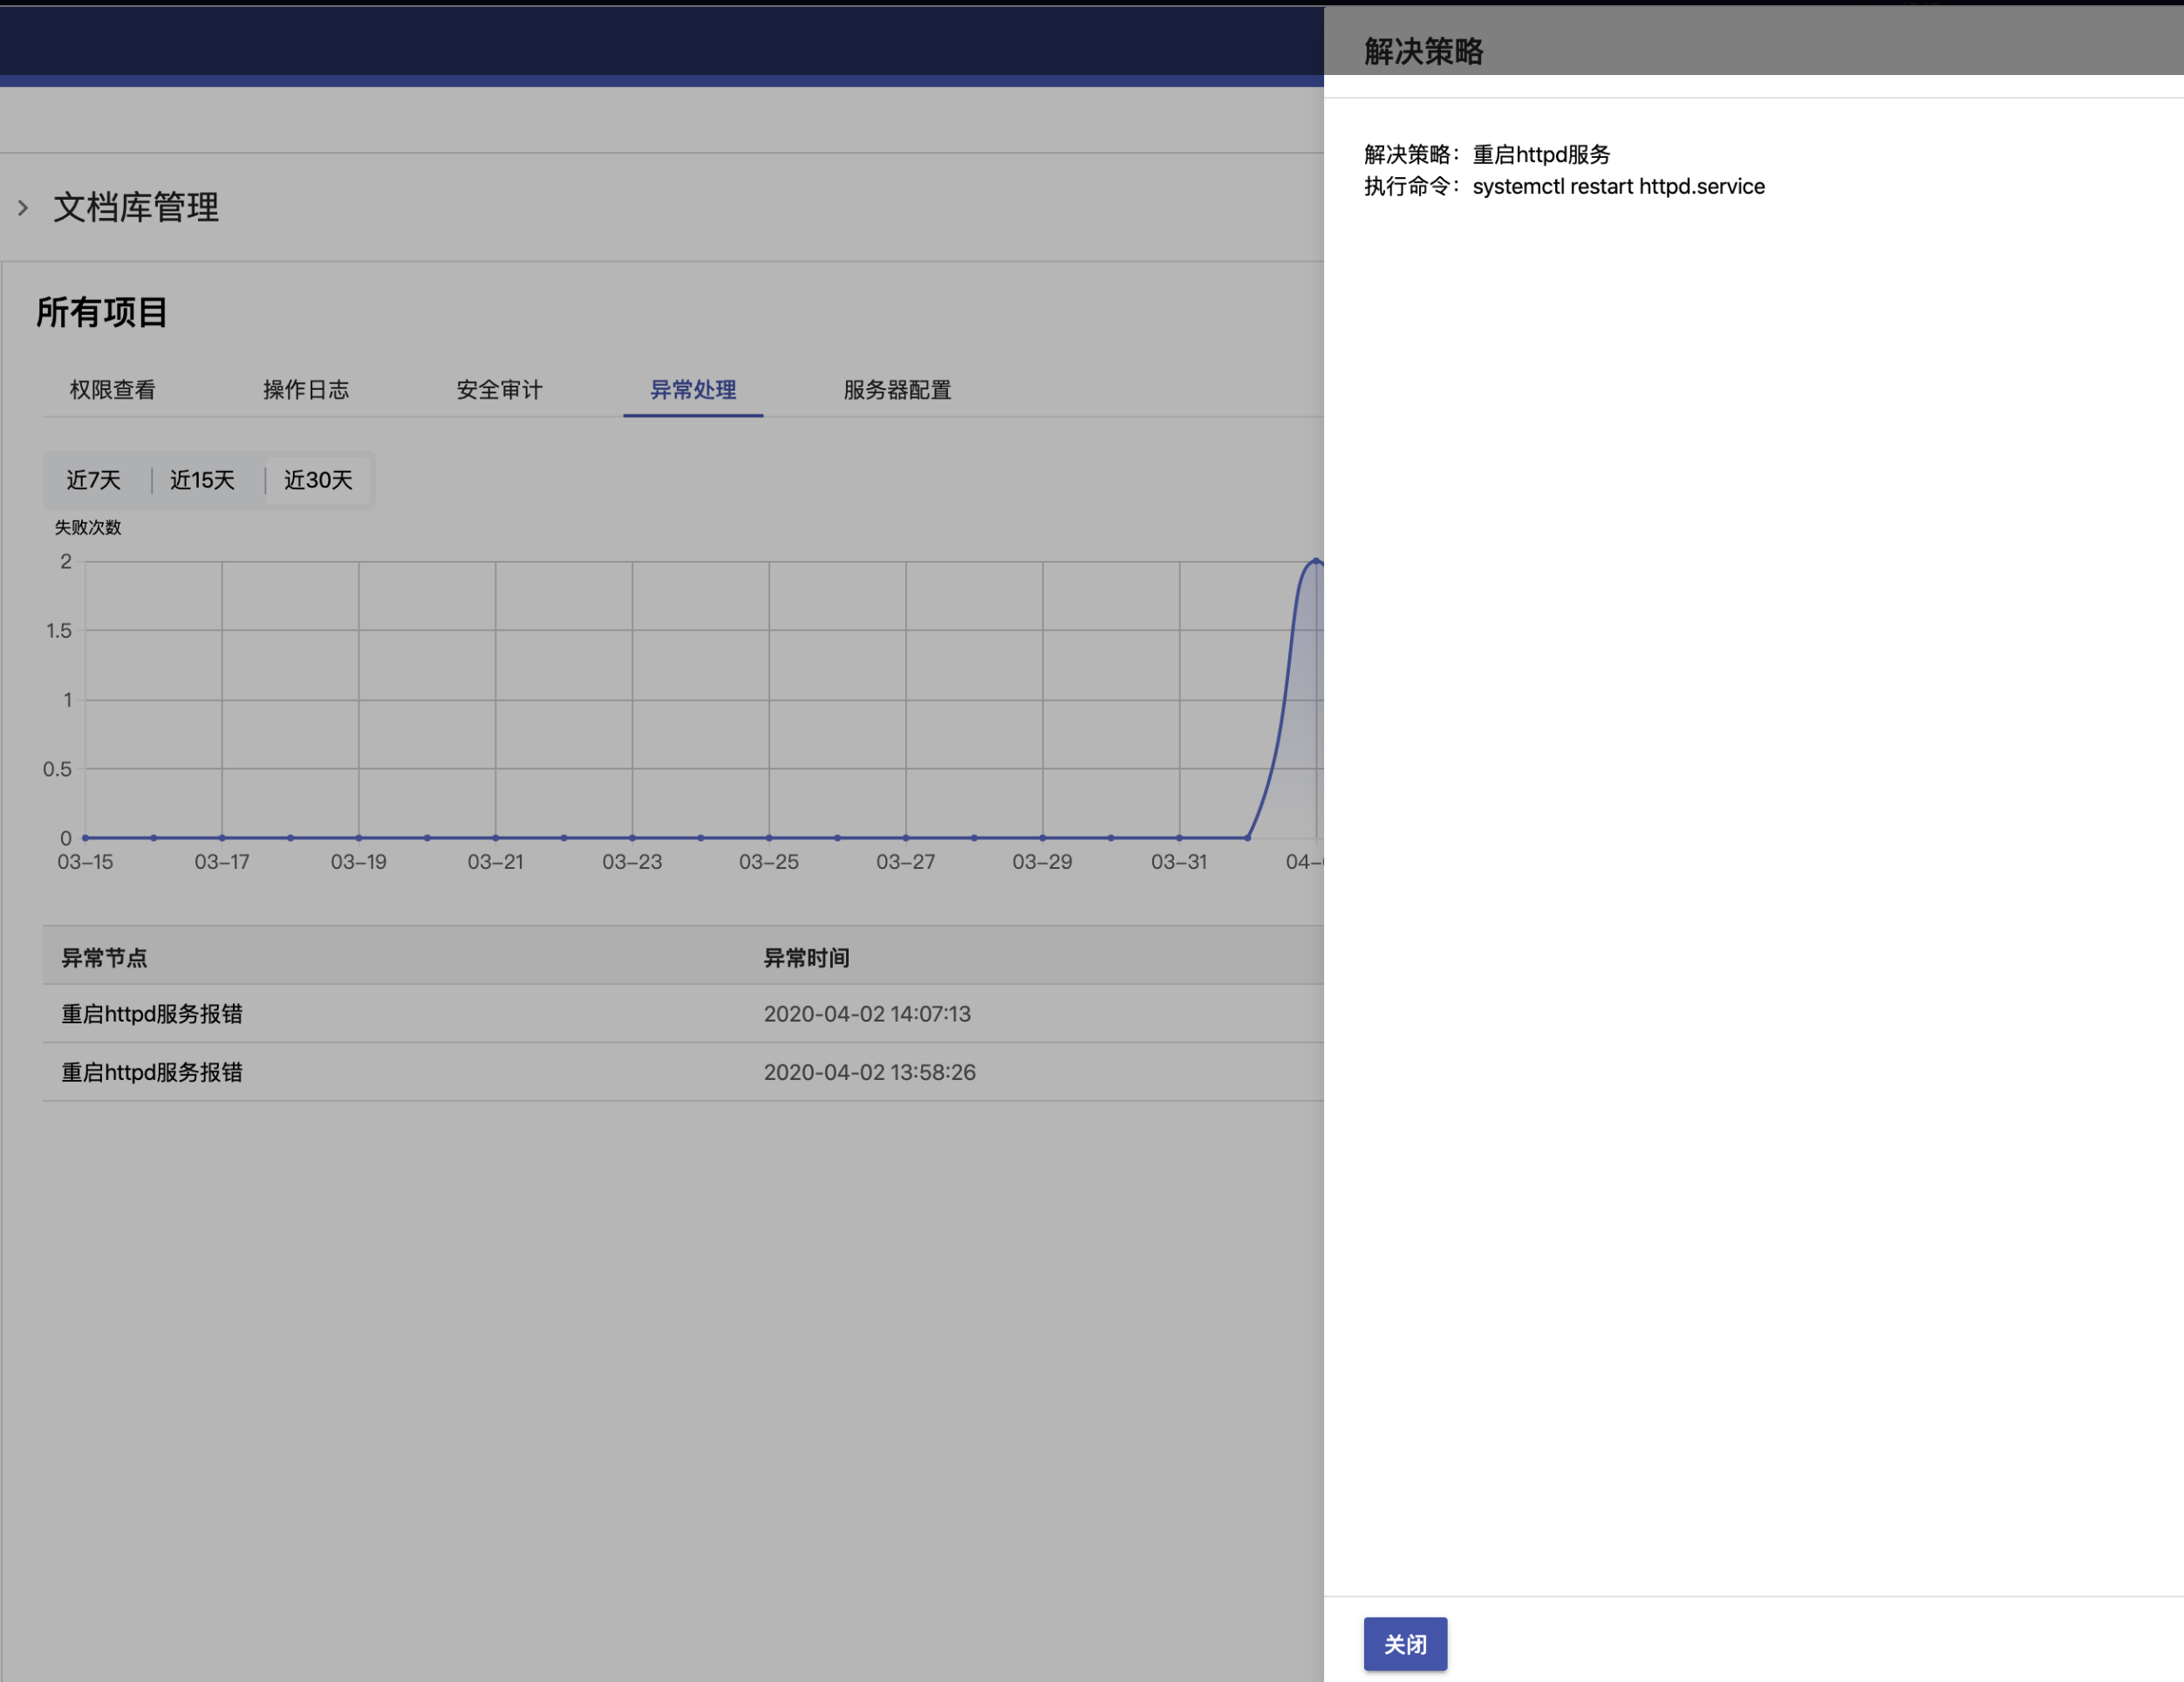 解决策略
解决策略：重启httpd服务
执行命令：systemctl restart httpd.service
文档库管理
所有项目
权限查看 操作日志 安全审计 异常处理 服务器配置
近7天 近15天 近30天
失败次数
2
1.5
1
0.5
0
03-15 03-17 03-19 03-21 03-23 03-25 03-27 03-29 03-31 04-
异常节点 异常时间
重启httpd服务报错 2020-04-02 14:07:13
重启httpd服务报错 2020-04-02 13:58:26
关闭